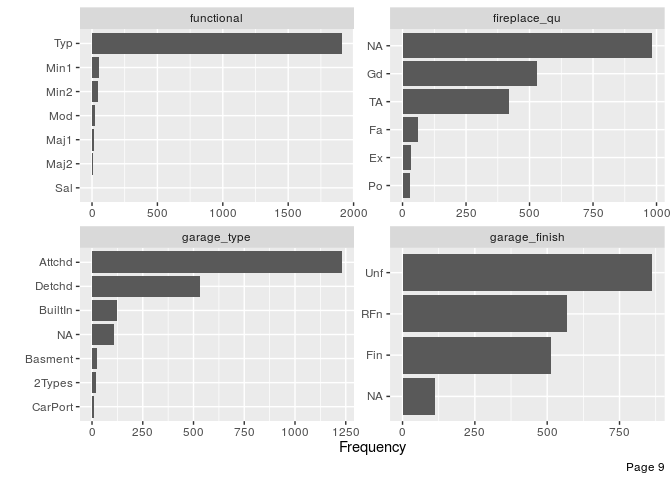 functional
Typ
Min1
Min2
Mod
Maj1
Maj2
Sal
0 500 1000 1500 2000
fireplace_qu
NA
Gd
TA
Fa
Ex
Po
0 250 500 750 1000
garage_type
Attchd
Detchd
BuiltIn
NA
Basment
2Types
CarPort
0 250 500 750 1000 1250
garage_finish
Unf
RFn
Fin
NA
0 250 500 750
Frequency
Page 9